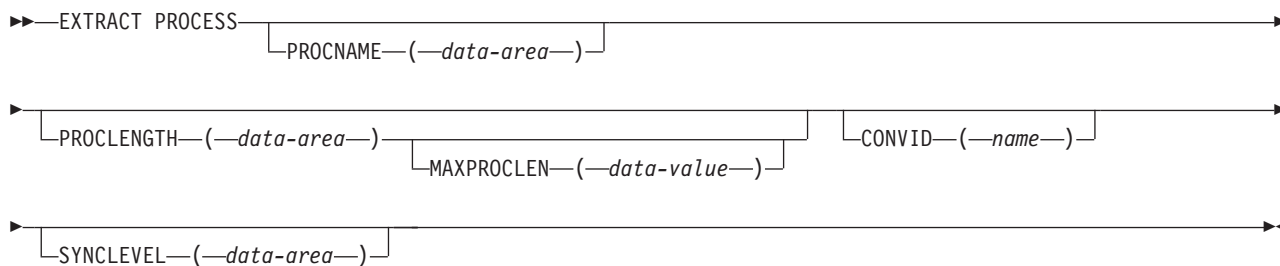 EXTRACT PROCESS
PROCNAME ( data-area )
PROCLENGTH ( data-area ) CONVID ( name )
MAXPROCLEN ( data-value )
SYNCLEVEL ( data-area )